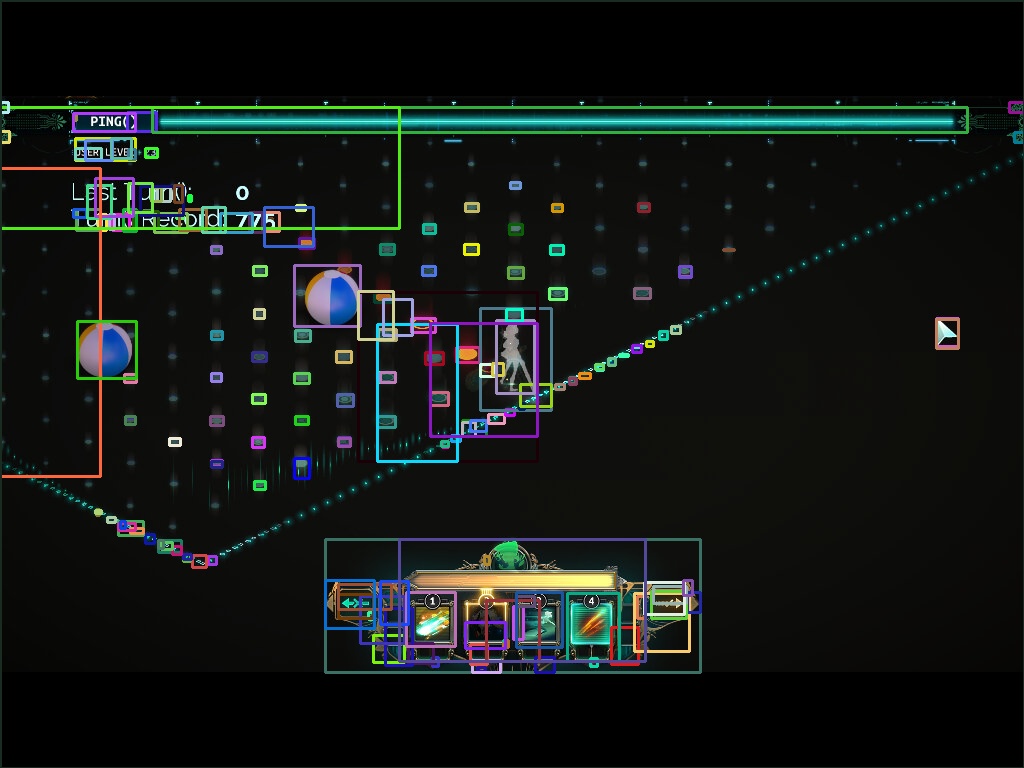 PING()
USER LEVEL
Last Turn(): 0
Turn Record: 775
1
4